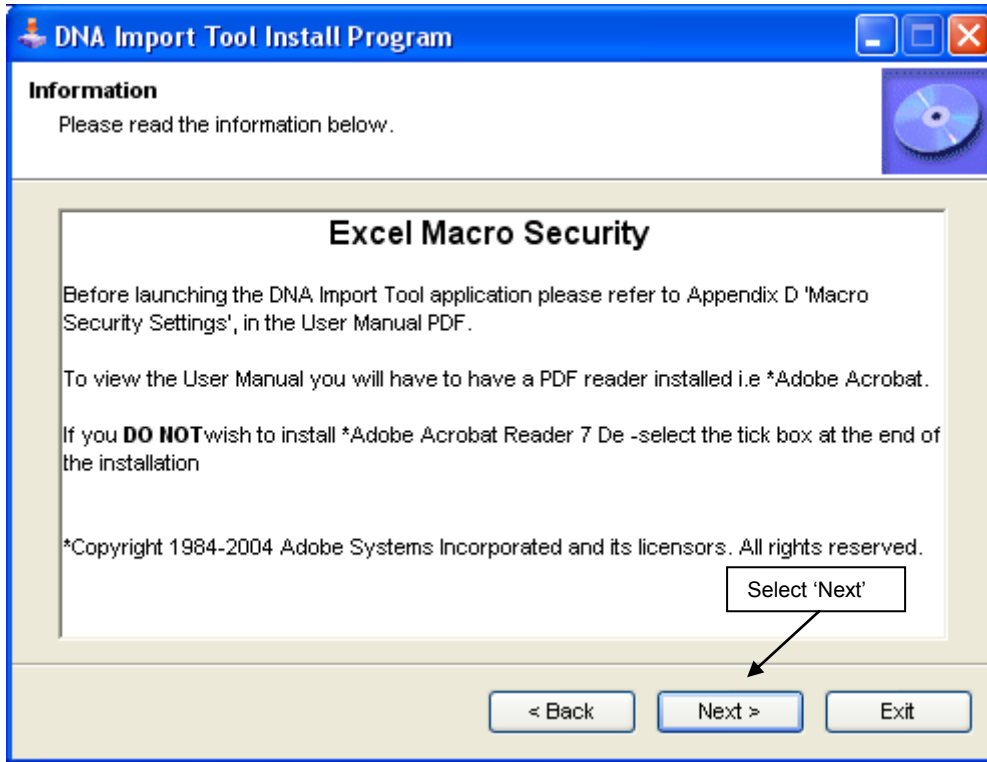 DNA Import Tool Install Program
Information
Please read the information below.
Excel Macro Security
Before launching the DNA Import Tool application please refer to Appendix D 'Macro
Security Settings', in the User Manual PDF.
To view the User Manual you will have to have a PDF reader installed i.e *Adobe Acrobat.
If you DO NOTwish to install *Adobe Acrobat Reader 7 De -select the tick box at the end of
the installation
*Copyright 1984-2004 Adobe Systems Incorporated and its licensors. All rights reserved.
Select ‘Next’
< Back
Next >
Exit